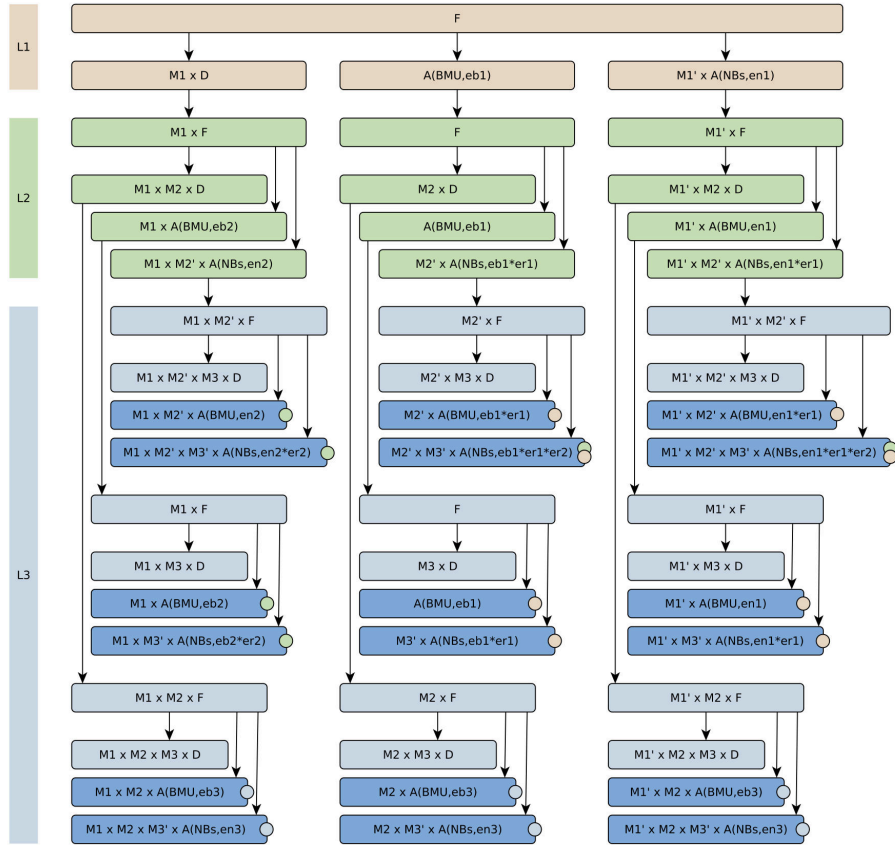 L1
F
M1 x D
A(BMU,eb1)
M1' x A(NBs,en1)
L2
M1 x F
F
M1' x F
M1 x M2 x D
M2 x D
M1' x M2 x D
M1 x A(BMU,eb2)
A(BMU,eb1)
M1' x A(BMU,en1)
M1 x M2' x A(NBs,en2)
M2' x A(NBs,eb1*er1)
M1' x M2' x A(NBs,en1*er1)
L3
M1 x M2' x F
M2' x F
M1' x M2' x F
M1 x M2' x M3 x D
M2' x M3 x D
M1' x M2' x M3 x D
M1 x M2' x A(BMU,en2)
M2' x A(BMU,eb1*er1)
M1' x M2' x A(BMU,en1*er1)
M1 x M2' x M3' x A(NBs,en2*er2)
M2' x M3' x A(NBs,eb1*er1*er2)
M1' x M2' x M3' x A(NBs,en1*er1*er2)
M1 x F
F
M1' x F
M1 x M3 x D
M3 x D
M1' x M3 x D
M1 x A(BMU,eb2)
A(BMU,eb1)
M1' x A(BMU,en1)
M1 x M3' x A(NBs,eb2*er2)
M3' x A(NBs,eb1*er1)
M1' x M3' x A(NBs,en1*er1)
M1 x M2 x F
M2 x F
M1' x M2 x F
M1 x M2 x M3 x D
M2 x M3 x D
M1' x M2 x M3 x D
M1 x M2 x A(BMU,eb3)
M2 x A(BMU,eb3)
M1' x M2 x A(BMU,eb3)
M1 x M2 x M3' x A(NBs,en3)
M2 x M3' x A(NBs,en3)
M1' x M2 x M3' x A(NBs,en3)